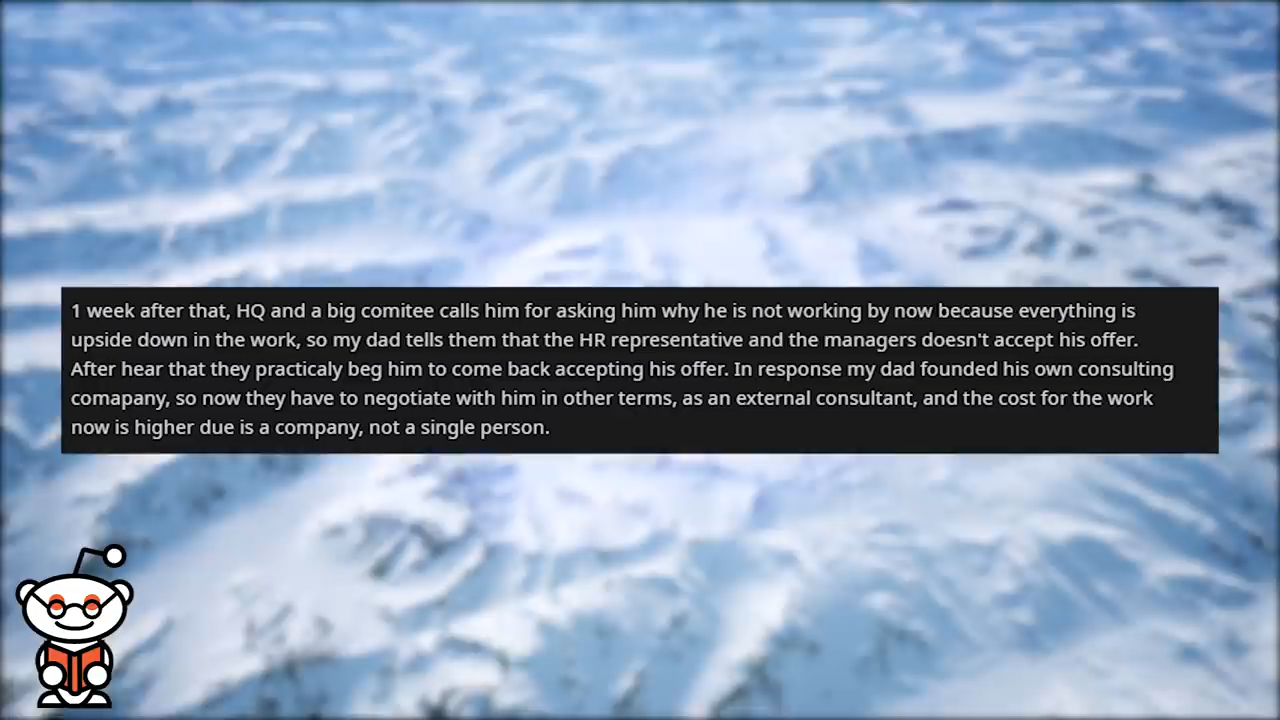 1 week after that, HQ and a big comitee calls him for asking him why he is not working by now because everything is
upside down in the work, so my dad tells them that the HR representative and the managers doesn't accept his offer.
After hear that they practicaly beg him to come back accepting his offer. In response my dad founded his own consulting
comapany, so now they have to negotiate with him in other terms, as an external consultant, and the cost for the work
now is higher due is a company, not a single person.